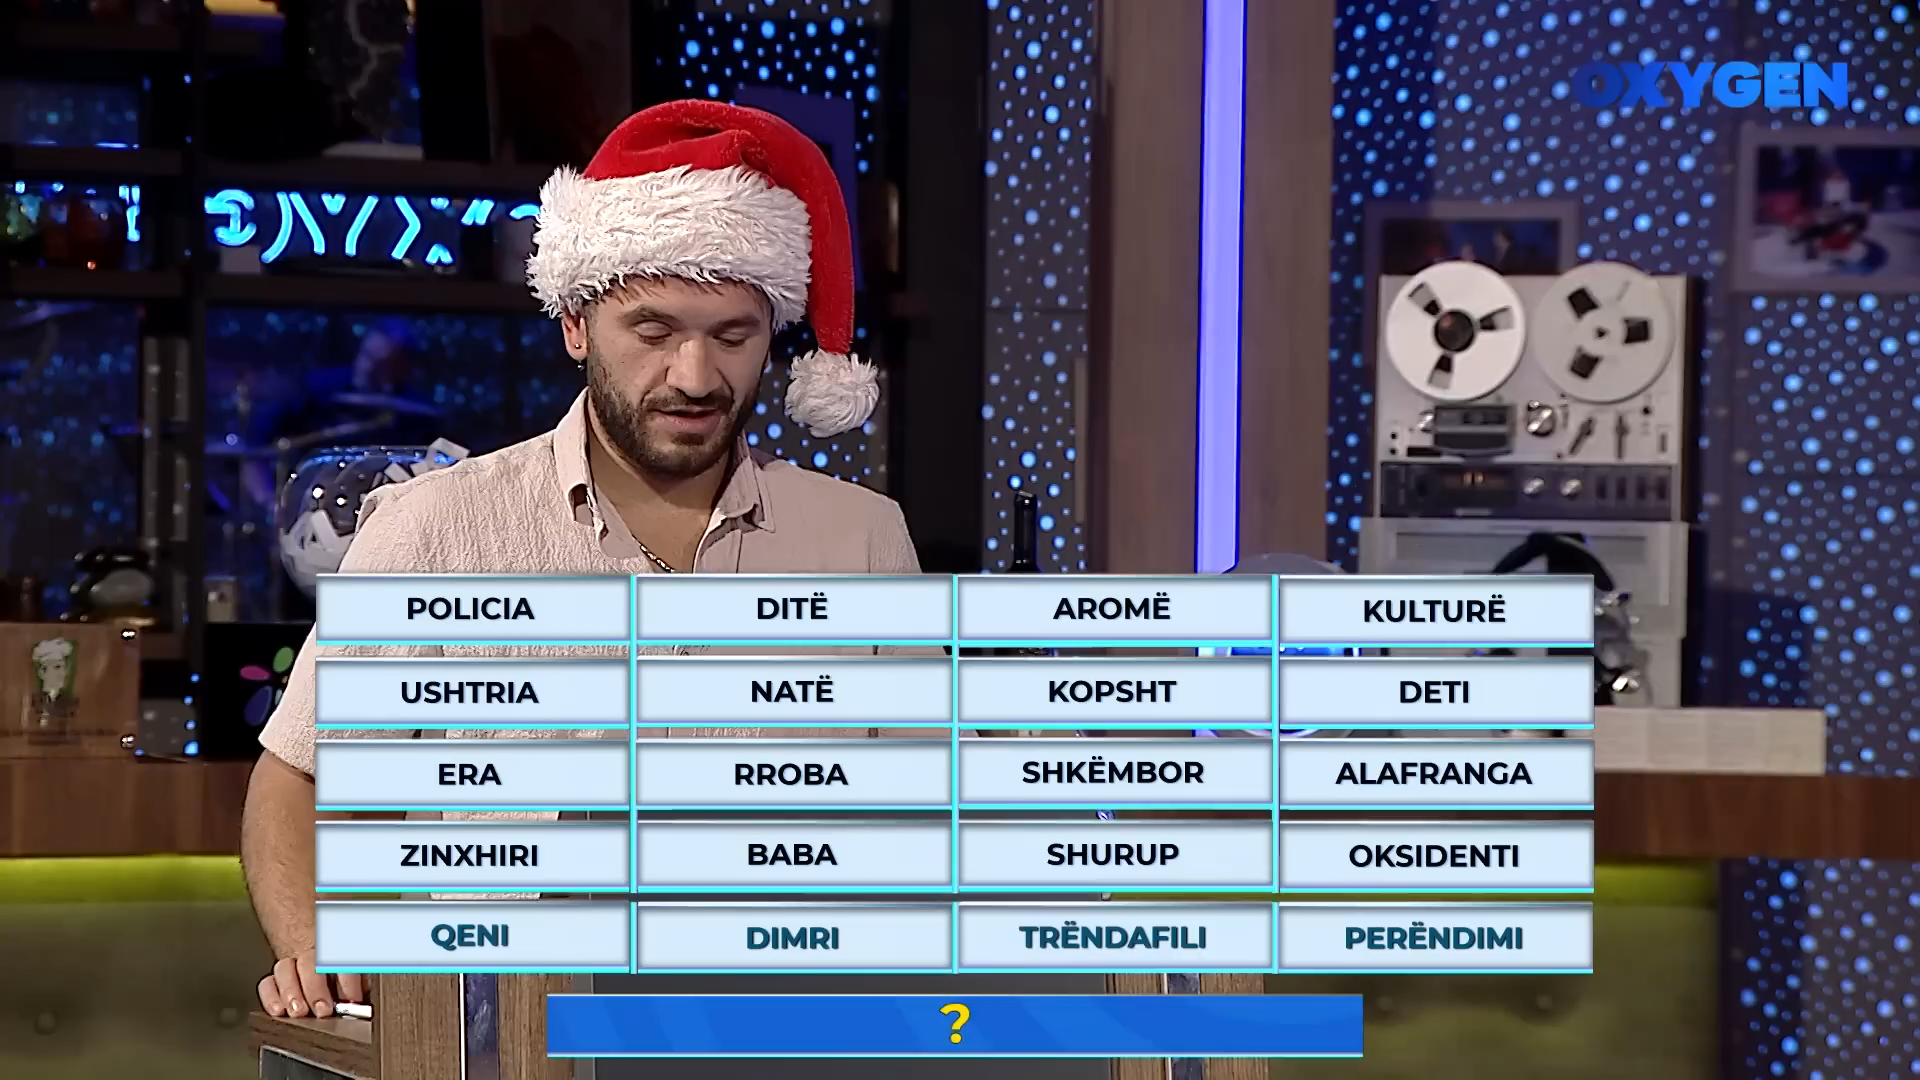 OXYGEN
POLICIA DITË AROMË KULTURË
USHTRIA NATË KOPSHT DETI
ERA RROBA SHKËMBOR ALAFRANGA
ZINXHIRI BABA SHURUP OKSIDENTI
QENI DIMRI TRËNDAFILI PERËNDIMI
?